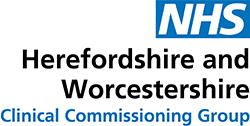 NHS
Herefordshire and
Worcestershire
Clinical Commissioning Group